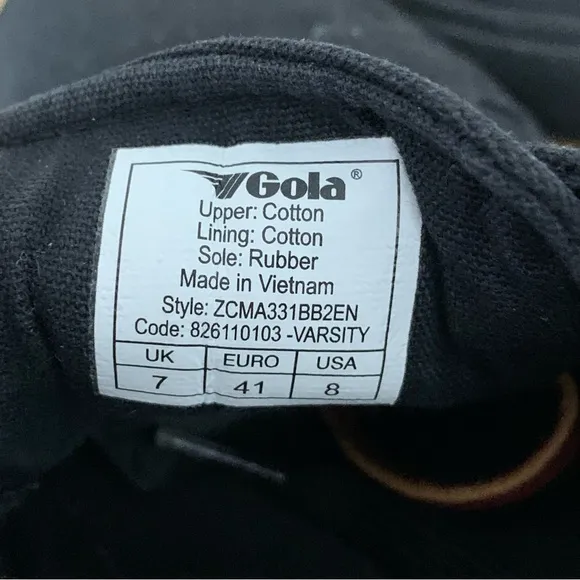 Gola®
Upper: Cotton
Lining: Cotton
Sole: Rubber
Made in Vietnam
Style: ZCMA331BB2EN
Code: 826110103 -VARSITY
UK EURO USA
7 41 8